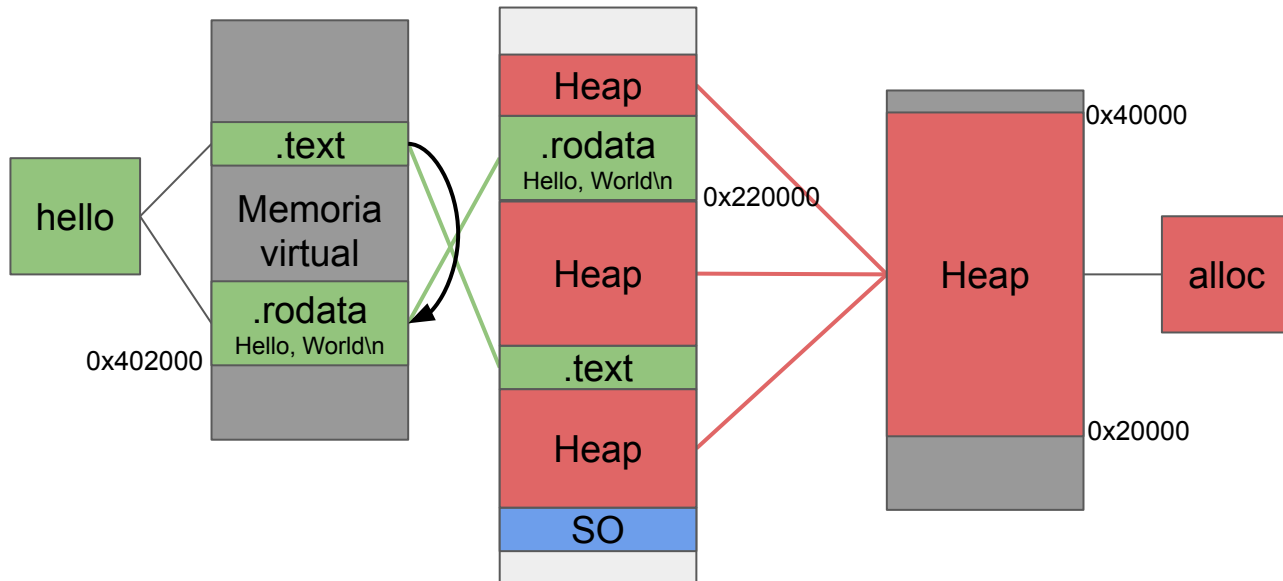 hello
.text
Memoria
virtual
.rodata
Hello, World\n
0x402000
Heap
.rodata
Hello, World\n
0x220000
Heap
.text
Heap
SO
0x40000
Heap
0x20000
alloc